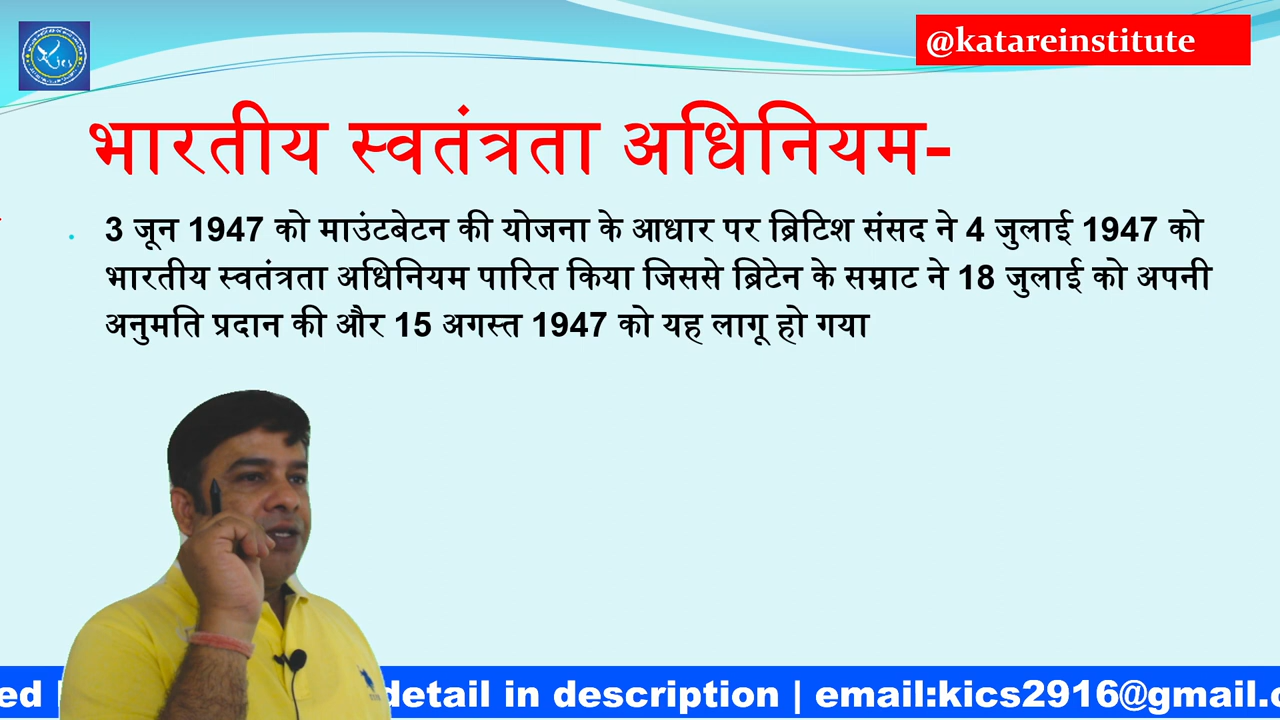 @katareinstitute
भारतीय स्वतंत्रता अधिनियम-
3 जून 1947 को माउंटबेटन की योजना के आधार पर ब्रिटिश संसद ने 4 जुलाई 1947 को
भारतीय स्वतंत्रता अधिनियम पारित किया जिससे ब्रिटेन के सम्राट ने 18 जुलाई को अपनी
अनुमति प्रदान की और 15 अगस्त 1947 को यह लागू हो गया
detail in description | email:kics2916@gmail.